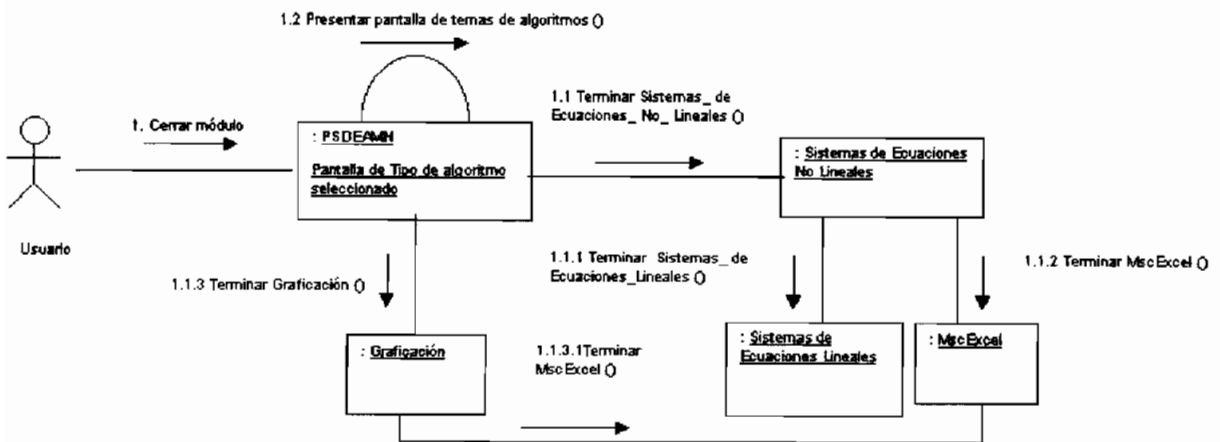 1.2 Presentar pantalla de temas de algoritmos ()
1. Cerrar módulo
1.1 Terminar Sistemas_ de
Ecuaciones_ No_ Lineales ()
: PSDEAMN
Pantalla de Tipo de algoritmo
seleccionado
: Sistemas de Ecuaciones
No Lineales
Usuario
1.1.3 Terminar Graficación ()
1.1.1 Terminar Sistemas_ de
Ecuaciones_Lineales ()
1.1.2 Terminar MscExcel ()
: Graficación
1.1.3.1Terminar
MscExcel ()
: Sistemas de
Ecuaciones Lineales
: MscExcel